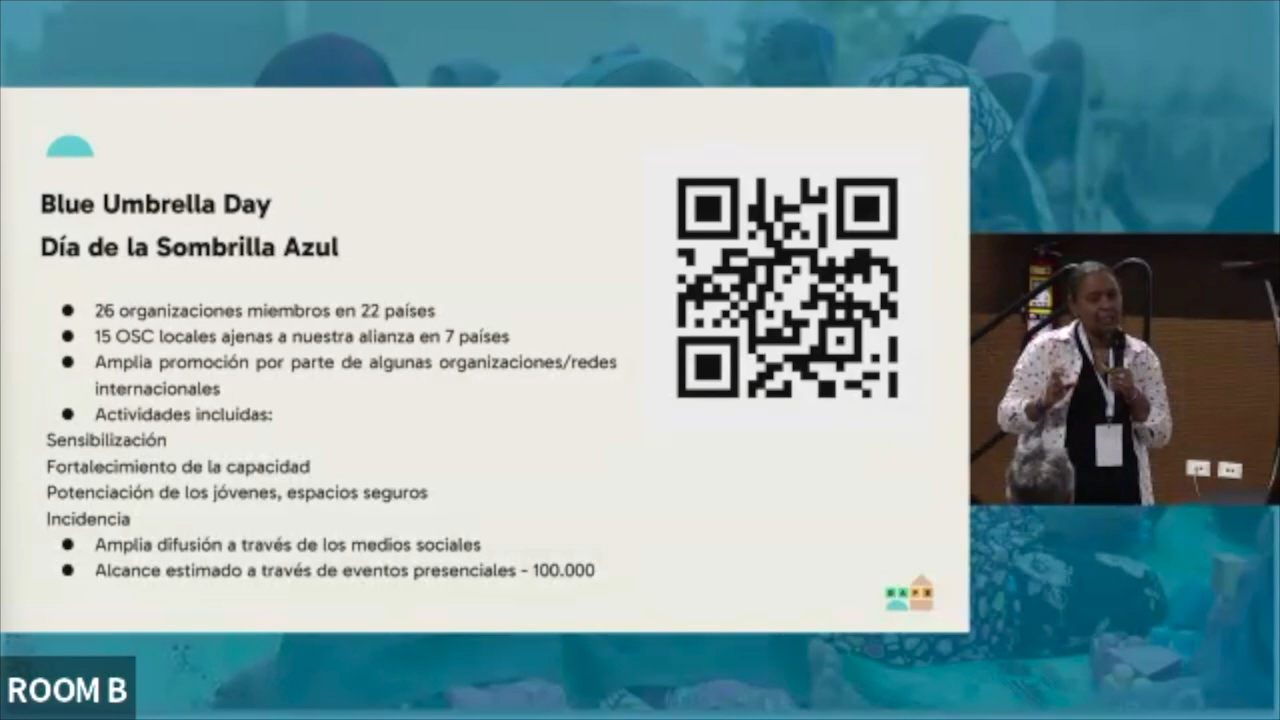 Blue Umbrella Day
Día de la Sombrilla Azul
● 26 organizaciones miembros en 22 países
● 15 OSC locales ajenas a nuestra alianza en 7 países
● Amplia promoción por parte de algunas organizaciones/redes
internacionales
● Actividades incluidas:
Sensibilización
Fortalecimiento de la capacidad
Potenciación de los jóvenes, espacios seguros
Incidencia
● Amplia difusión a través de los medios sociales
● Alcance estimado a través de eventos presenciales - 100.000
ROOM B